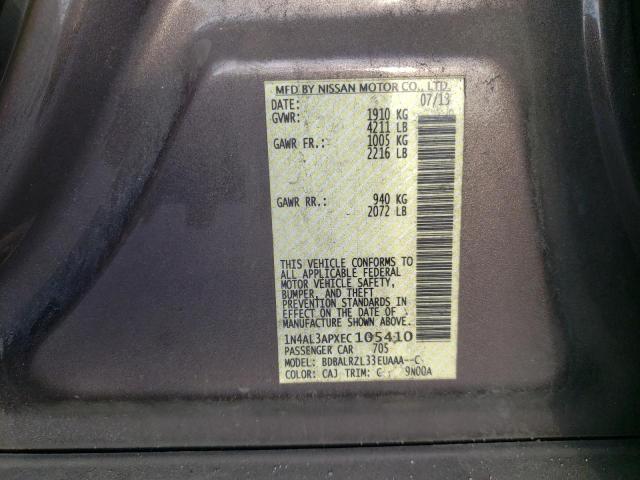 MFD BY NISSAN MOTOR CO., LTD.
DATE: 07/13
GVWR: 1910 KG
4211 LB
GAWR FR.: 1005 KG
2216 LB
GAWR RR.: 940 KG
2072 LB
THIS VEHICLE CONFORMS TO
ALL APPLICABLE FEDERAL
MOTOR VEHICLE SAFETY,
BUMPER, AND THEFT
PREVENTION STANDARDS IN
EFFECT ON THE DATE OF
MANUFACTURE SHOWN ABOVE.
1N4AL3APXEC105410
PASSENGER CAR 705
MODEL: BDBALRZL33EUAAA--C
COLOR: CAJ TRIM: 9N00A